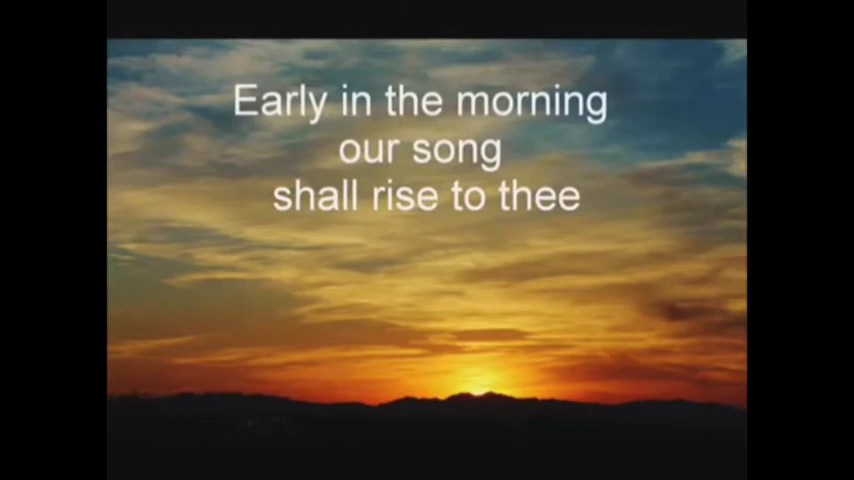 Early in the morning
our song
shall rise to thee